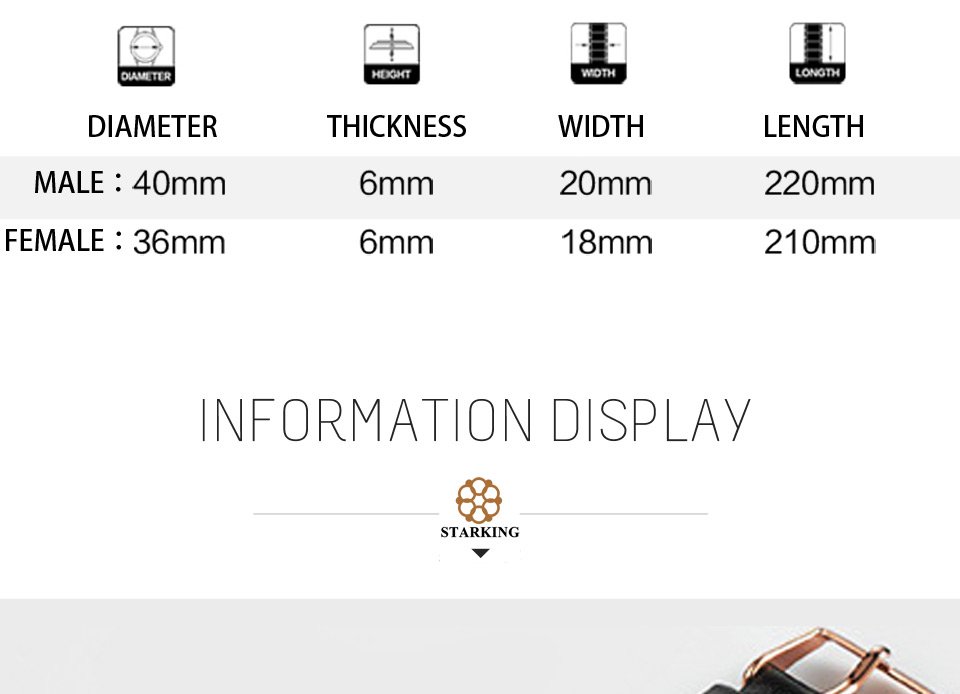 DIAMETER HEIGHT WIDTH LONGTH
DIAMETER THICKNESS WIDTH LENGTH
MALE：40mm 6mm 20mm 220mm
FEMALE：36mm 6mm 18mm 210mm
INFORMATION DISPLAY
STARKING